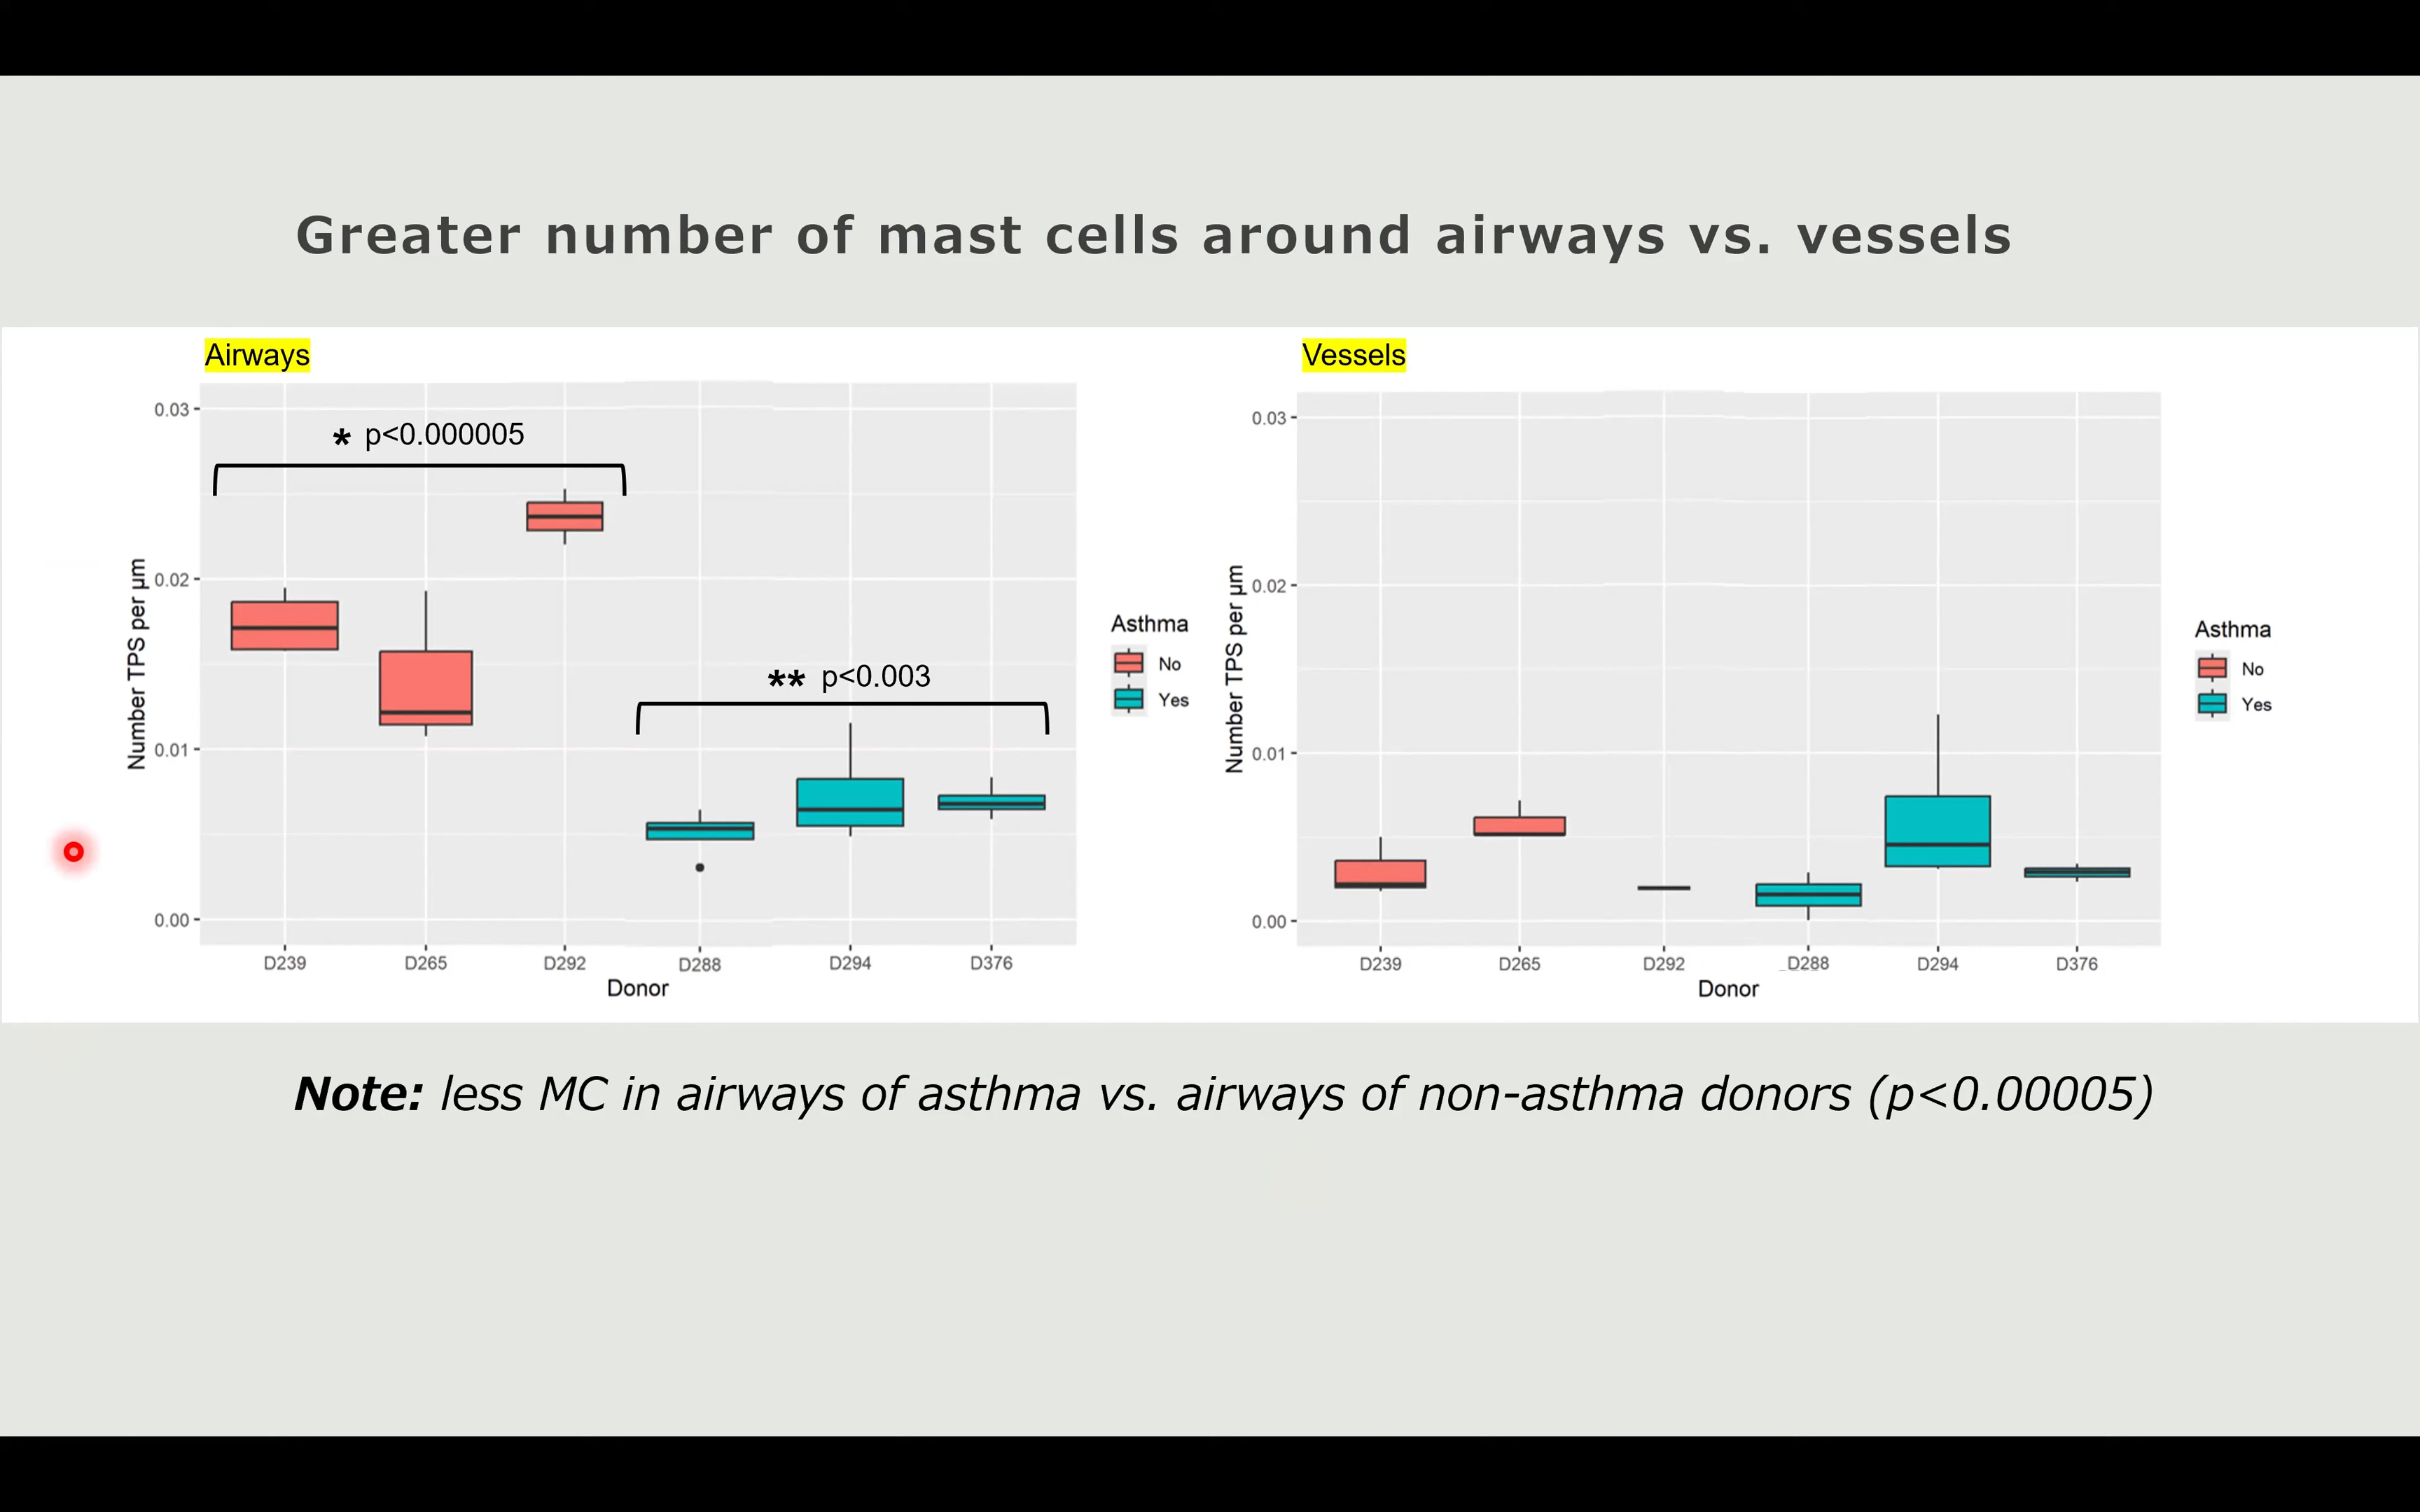 Greater number of mast cells around airways vs. vessels
Airways
0.03
0.02
0.01
0.00
Number TPS per µm
* p<0.000005
** p<0.003
D239 D265 D292 D288 D294 D376
Donor
Asthma
No
Yes
Vessels
0.03
0.02
0.01
0.00
Number TPS per µm
D239 D265 D292 D288 D294 D376
Donor
Asthma
No
Yes
Note: less MC in airways of asthma vs. airways of non-asthma donors (p<0.00005)